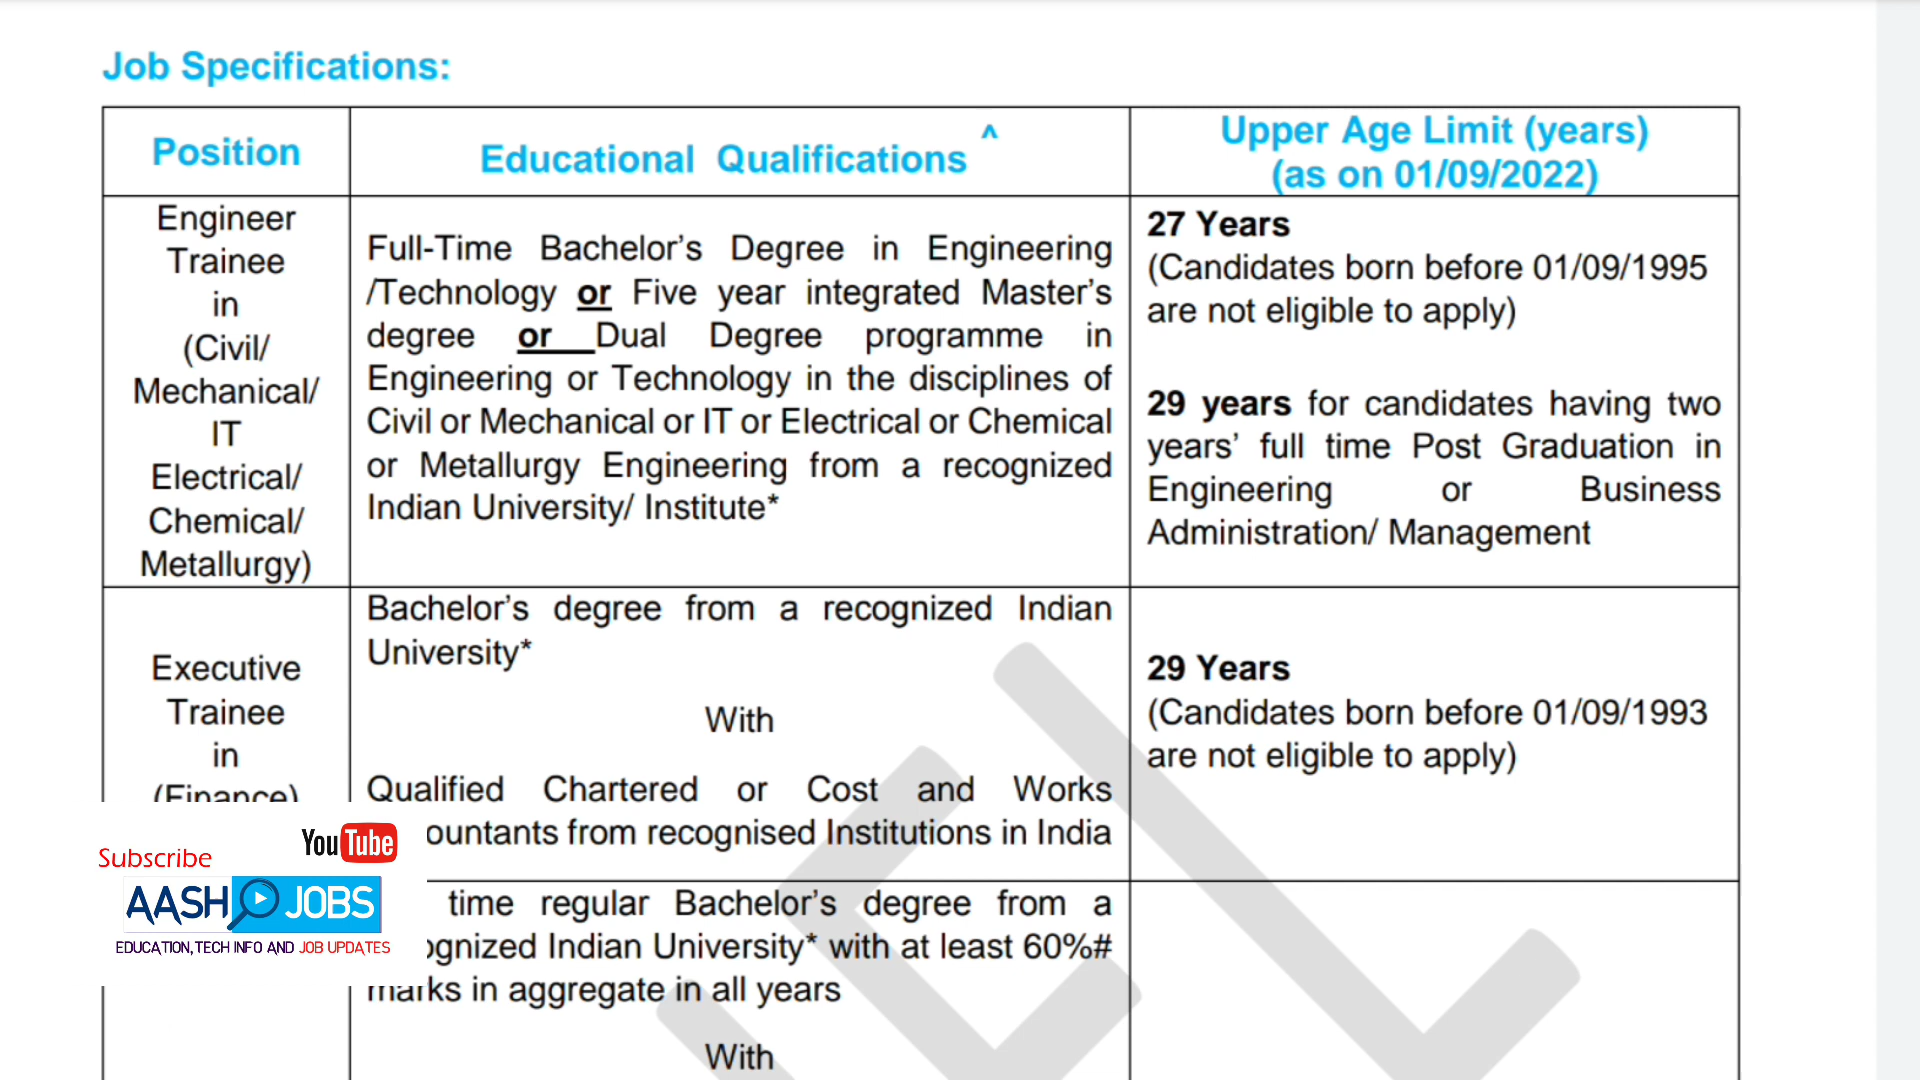 Job Specifications:
Position
Educational Qualifications ^
Upper Age Limit (years)
(as on 01/09/2022)
Engineer
Trainee
in
(Civil/
Mechanical/
IT
Electrical/
Chemical/
Metallurgy)
Full-Time Bachelor’s Degree in Engineering
/Technology or Five year integrated Master’s
degree or Dual Degree programme in
Engineering or Technology in the disciplines of
Civil or Mechanical or IT or Electrical or Chemical
or Metallurgy Engineering from a recognized
Indian University/ Institute*
27 Years
(Candidates born before 01/09/1995
are not eligible to apply)
29 years for candidates having two
years’ full time Post Graduation in
Engineering or Business
Administration/ Management
Executive
Trainee
in
(Finance)
Bachelor’s degree from a recognized Indian
University*
With
Qualified Chartered or Cost and Works
ountants from recognised Institutions in India
29 Years
(Candidates born before 01/09/1993
are not eligible to apply)
time regular Bachelor’s degree from a
ognized Indian University* with at least 60%#
marks in aggregate in all years
With
Subscribe
YouTube
AASH JOBS
EDUCATION,TECH INFO AND JOB UPDATES